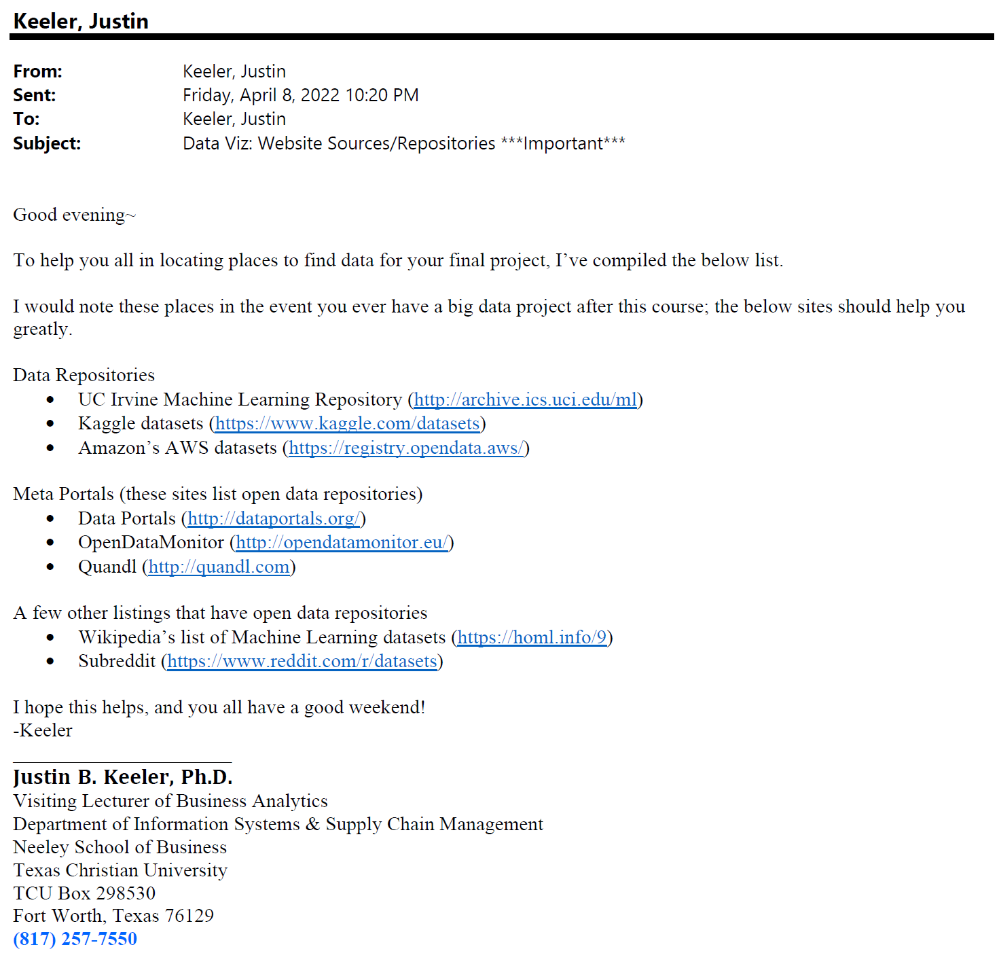 Keeler, Justin
From: Keeler, Justin
Sent: Friday, April 8, 2022 10:20 PM
To: Keeler, Justin
Subject: Data Viz: Website Sources/Repositories ***Important***
Good evening~
To help you all in locating places to find data for your final project, I’ve compiled the below list.
I would note these places in the event you ever have a big data project after this course; the below sites should help you
greatly.
Data Repositories
• UC Irvine Machine Learning Repository (http://archive.ics.uci.edu/ml)
• Kaggle datasets (https://www.kaggle.com/datasets)
• Amazon’s AWS datasets (https://registry.opendata.aws/)
Meta Portals (these sites list open data repositories)
• Data Portals (http://dataportals.org/)
• OpenDataMonitor (http://opendatamonitor.eu/)
• Quandl (http://quandl.com)
A few other listings that have open data repositories
• Wikipedia’s list of Machine Learning datasets (https://homl.info/9)
• Subreddit (https://www.reddit.com/r/datasets)
I hope this helps, and you all have a good weekend!
-Keeler
Justin B. Keeler, Ph.D.
Visiting Lecturer of Business Analytics
Department of Information Systems & Supply Chain Management
Neeley School of Business
Texas Christian University
TCU Box 298530
Fort Worth, Texas 76129
(817) 257-7550